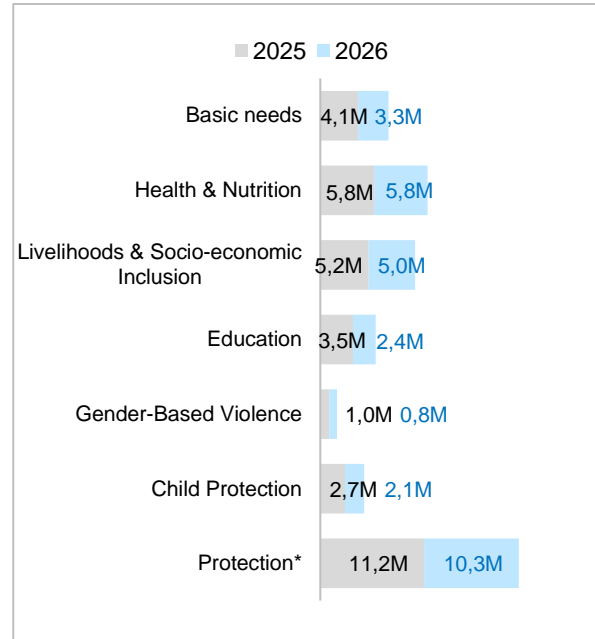 2025 2026
Basic needs 4,1M 3,3M
Health & Nutrition 5,8M 5,8M
Livelihoods & Socio-economic
Inclusion 5,2M 5,0M
Education 3,5M 2,4M
Gender-Based Violence 1,0M 0,8M
Child Protection 2,7M 2,1M
Protection* 11,2M 10,3M